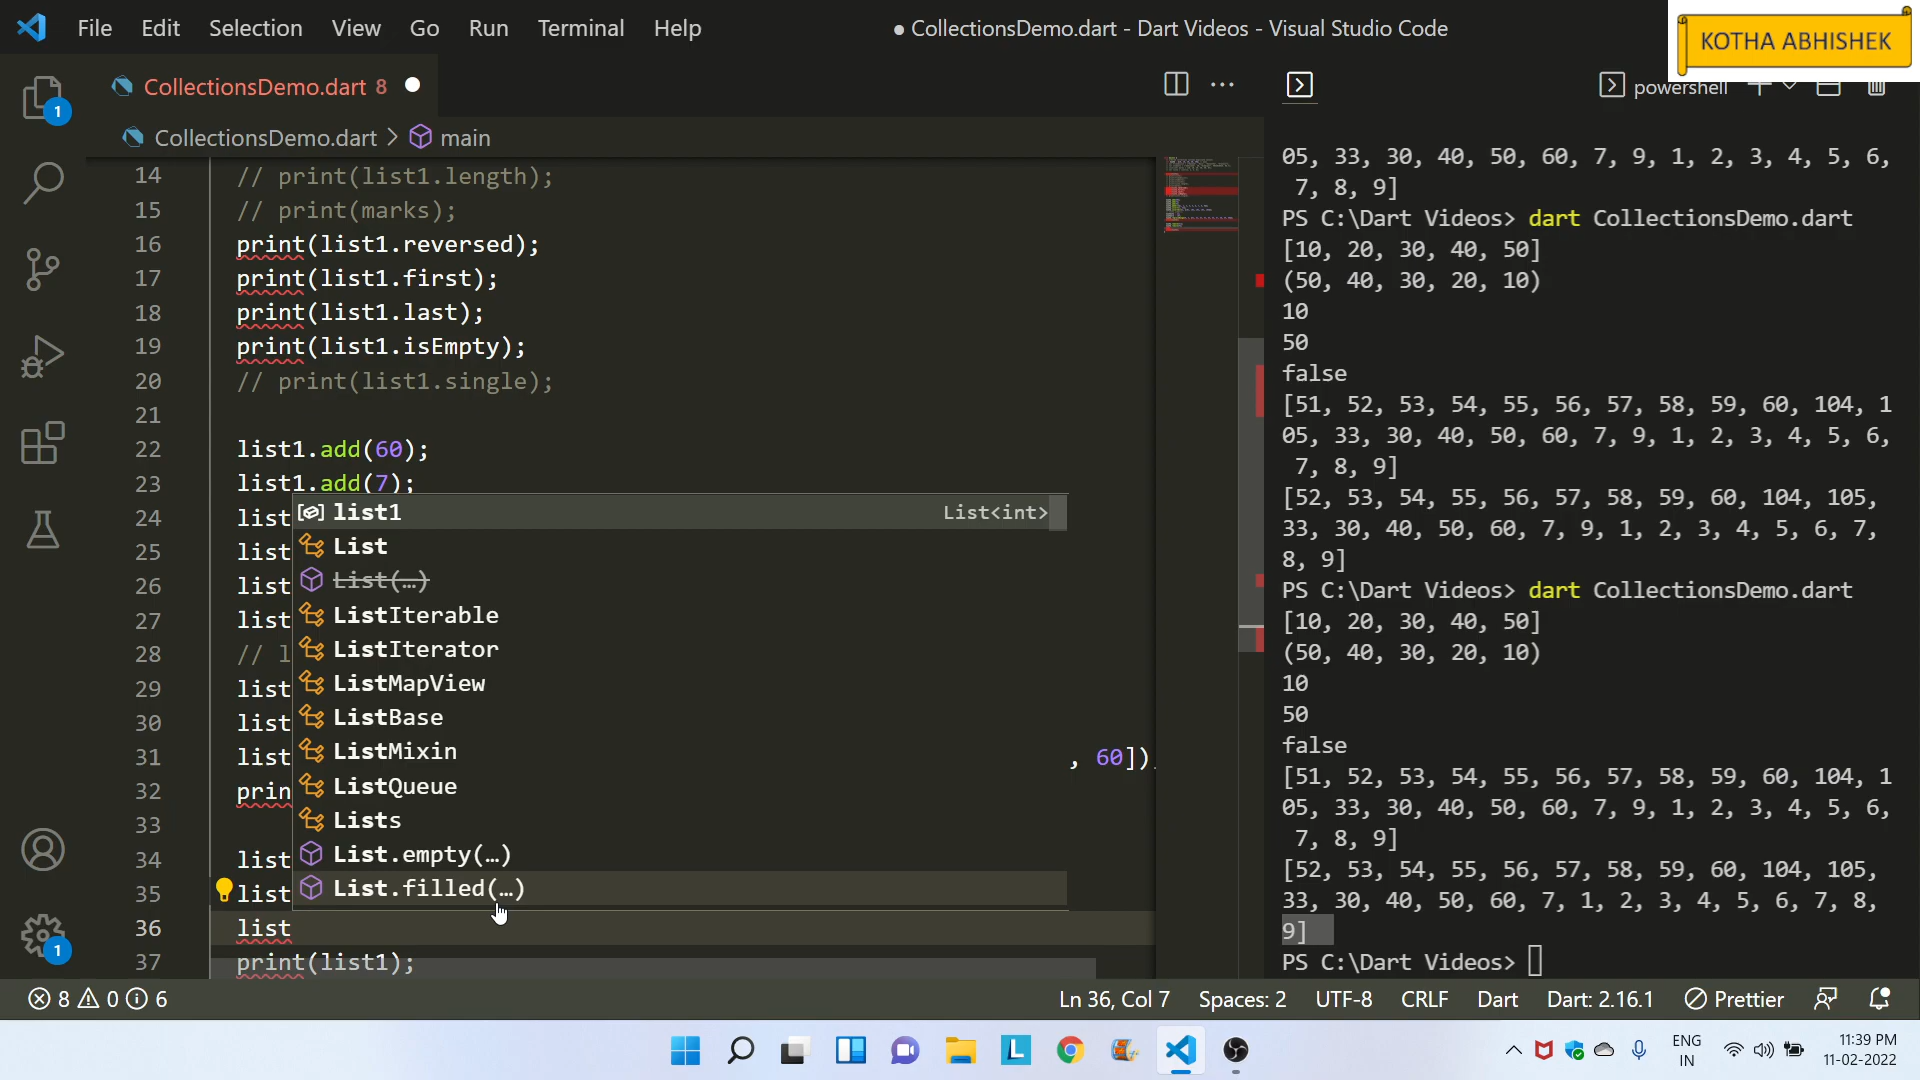 File Edit Selection View Go Run Terminal Help
● CollectionsDemo.dart - Dart Videos - Visual Studio Code
KOTHA ABHISHEK
1
CollectionsDemo.dart 8
powershell
CollectionsDemo.dart > main
14 // print(list1.length);
15 // print(marks);
16 print(list1.reversed);
17 print(list1.first);
18 print(list1.last);
19 print(list1.isEmpty);
20 // print(list1.single);
21
22 list1.add(60);
23 list1.add(7);
24 list
25 list
26 list
27 list
28 // l
29 list
30 list
31 list , 60])
32 prin
33
34 list
35 list
36 list
37 print(list1);
list1 List<int>
List
List(…)
ListIterable
ListIterator
ListMapView
ListBase
ListMixin
ListQueue
Lists
List.empty(…)
List.filled(…)
05, 33, 30, 40, 50, 60, 7, 9, 1, 2, 3, 4, 5, 6,
7, 8, 9]
PS C:\Dart Videos> dart CollectionsDemo.dart
[10, 20, 30, 40, 50]
(50, 40, 30, 20, 10)
10
50
false
[51, 52, 53, 54, 55, 56, 57, 58, 59, 60, 104, 1
05, 33, 30, 40, 50, 60, 7, 9, 1, 2, 3, 4, 5, 6,
7, 8, 9]
[52, 53, 54, 55, 56, 57, 58, 59, 60, 104, 105,
33, 30, 40, 50, 60, 7, 9, 1, 2, 3, 4, 5, 6, 7,
8, 9]
PS C:\Dart Videos> dart CollectionsDemo.dart
[10, 20, 30, 40, 50]
(50, 40, 30, 20, 10)
10
50
false
[51, 52, 53, 54, 55, 56, 57, 58, 59, 60, 104, 1
05, 33, 30, 40, 50, 60, 7, 9, 1, 2, 3, 4, 5, 6,
7, 8, 9]
[52, 53, 54, 55, 56, 57, 58, 59, 60, 104, 105,
33, 30, 40, 50, 60, 7, 1, 2, 3, 4, 5, 6, 7, 8,
9]
PS C:\Dart Videos>
1
8 0 6
Ln 36, Col 7 Spaces: 2 UTF-8 CRLF Dart Dart: 2.16.1 Prettier
L
ENG
IN
11:39 PM
11-02-2022